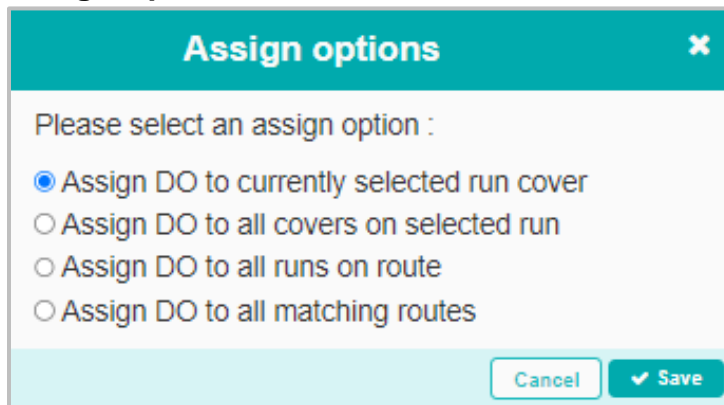 Assign options
Please select an assign option :
Assign DO to currently selected run cover
Assign DO to all covers on selected run
Assign DO to all runs on route
Assign DO to all matching routes
Cancel
Save